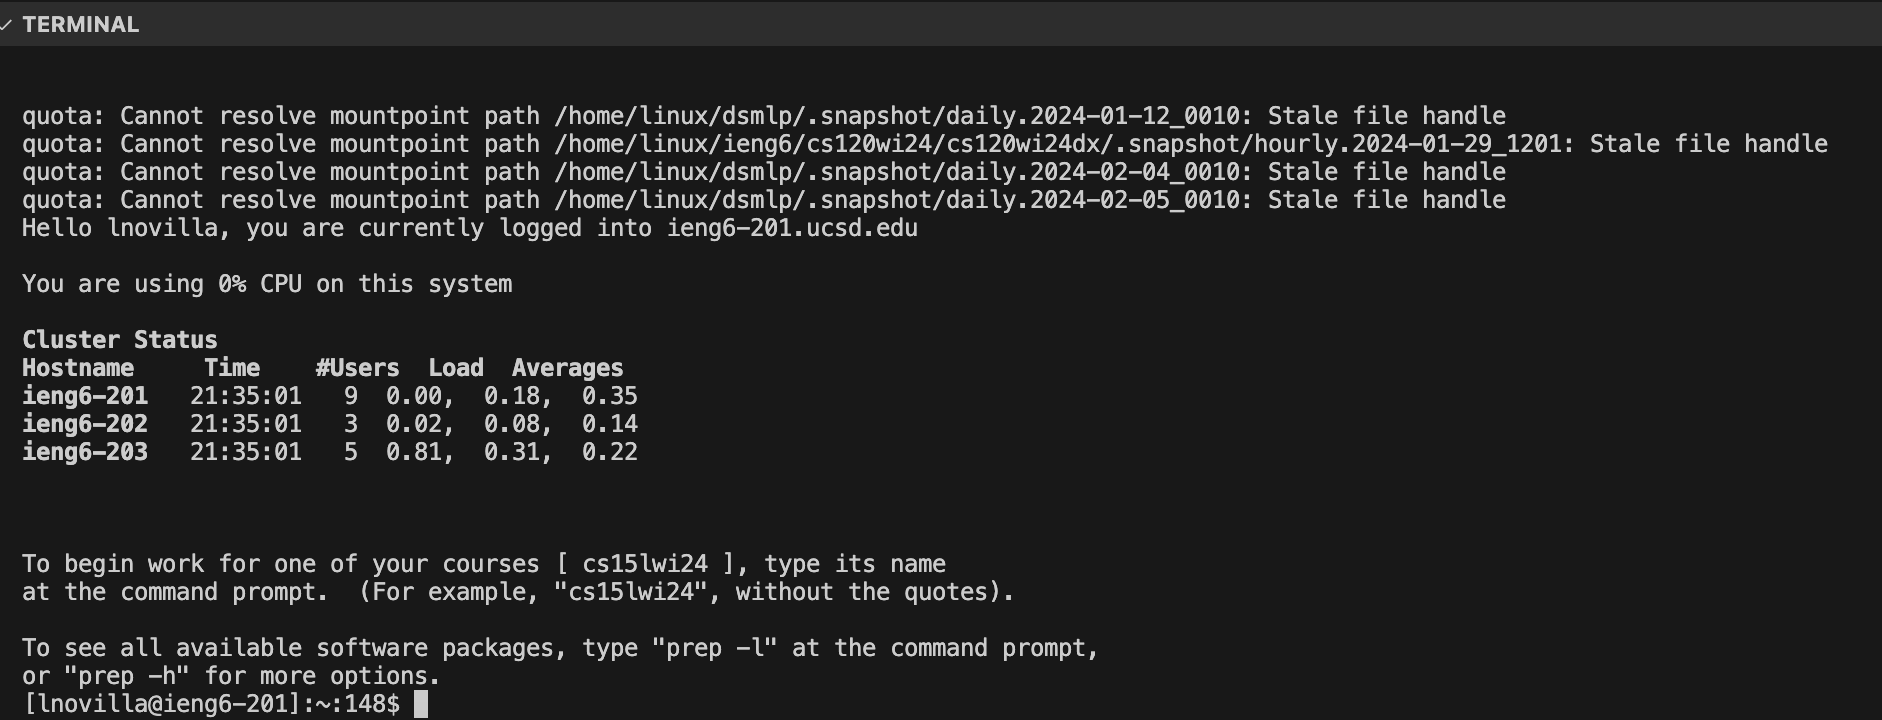 TERMINAL
quota: Cannot resolve mountpoint path /home/linux/dsmlp/.snapshot/daily.2024-01-12_0010: Stale file handle
quota: Cannot resolve mountpoint path /home/linux/ieng6/cs120wi24/cs120wi24dx/.snapshot/hourly.2024-01-29_1201: Stale file handle
quota: Cannot resolve mountpoint path /home/linux/dsmlp/.snapshot/daily.2024-02-04_0010: Stale file handle
quota: Cannot resolve mountpoint path /home/linux/dsmlp/.snapshot/daily.2024-02-05_0010: Stale file handle
Hello lnovilla, you are currently logged into ieng6-201.ucsd.edu
You are using 0% CPU on this system
Cluster Status
Hostname     Time    #Users  Load  Averages
ieng6-201   21:35:01   9  0.00,  0.18,  0.35
ieng6-202   21:35:01   3  0.02,  0.08,  0.14
ieng6-203   21:35:01   5  0.81,  0.31,  0.22
To begin work for one of your courses [ cs15lwi24 ], type its name
at the command prompt.  (For example, "cs15lwi24", without the quotes).
To see all available software packages, type "prep -l" at the command prompt,
or "prep -h" for more options.
[lnovilla@ieng6-201]:~:148$